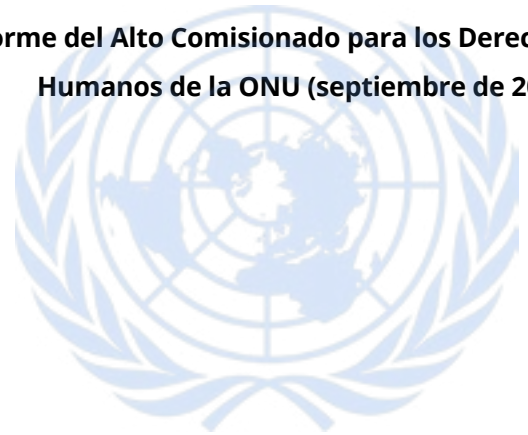 orme del Alto Comisionado para los Derec
Humanos de la ONU (septiembre de 20